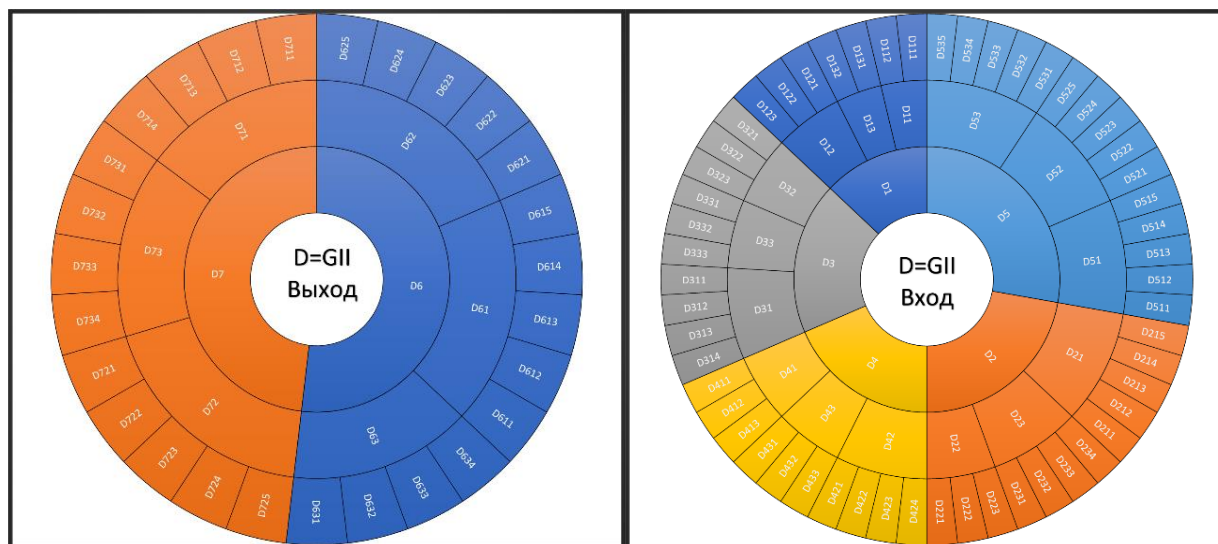 D711
D712
D713
D714
D731
D732
D733
D734
D721
D722
D723
D724
D725
D71
D73
D72
D7
D=GII
Выход
D6
D62
D61
D63
D625
D624
D623
D622
D621
D615
D614
D613
D612
D611
D634
D633
D632
D631
D111
D112
D131
D132
D121
D122
D123
D11
D13
D12
D1
D321
D322
D323
D331
D332
D333
D311
D312
D313
D314
D32
D33
D31
D3
D=GII
Вход
D5
D53
D52
D51
D535
D534
D533
D532
D531
D525
D524
D523
D522
D521
D515
D514
D513
D512
D511
D2
D21
D23
D22
D215
D214
D213
D212
D211
D234
D233
D232
D231
D223
D222
D221
D4
D41
D43
D42
D411
D412
D413
D431
D432
D433
D421
D422
D423
D424